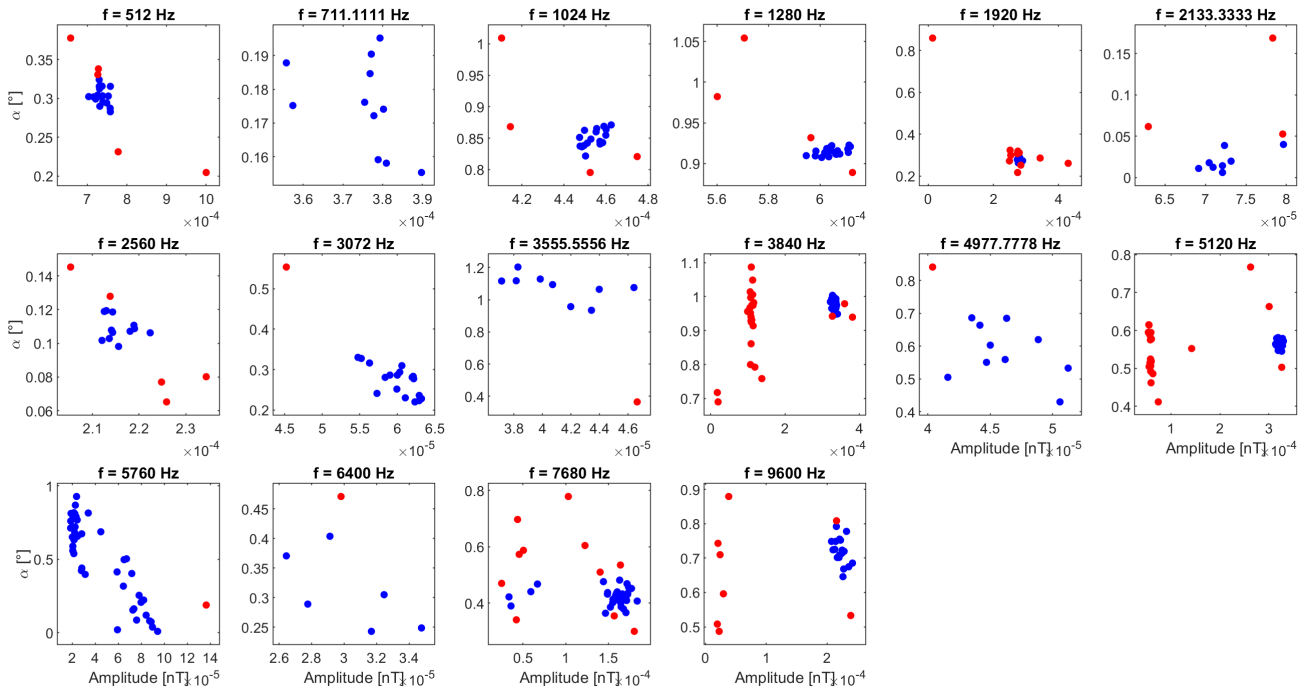 f = 512 Hz
f = 711.1111 Hz
f = 1024 Hz
f = 1280 Hz
f = 1920 Hz
f = 2133.3333 Hz
α [°]
0.35
0.3
0.25
0.2
7 8 9 10
×10⁻⁴
0.19
0.18
0.17
0.16
3.6 3.7 3.8 3.9
×10⁻⁴
1
0.95
0.9
0.85
0.8
4.2 4.4 4.6 4.8
×10⁻⁴
1.05
1
0.95
0.9
5.6 5.8 6
×10⁻⁴
0.8
0.6
0.4
0.2
0 2 4
×10⁻⁴
0.15
0.1
0.05
0
6.5 7 7.5 8
×10⁻⁵
f = 2560 Hz
f = 3072 Hz
f = 3555.5556 Hz
f = 3840 Hz
f = 4977.7778 Hz
f = 5120 Hz
α [°]
0.14
0.12
0.1
0.08
0.06
2.1 2.2 2.3
×10⁻⁴
0.5
0.4
0.3
0.2
4.5 5 5.5 6 6.5
×10⁻⁵
1.2
1
0.8
0.6
0.4
3.8 4 4.2 4.4 4.6
×10⁻⁵
1.1
1
0.9
0.8
0.7
0 2 4
×10⁻⁴
0.8
0.7
0.6
0.5
0.4
4 4.5 5
Amplitude [nT]
×10⁻⁵
0.8
0.7
0.6
0.5
0.4
1 2 3
Amplitude [nT]
×10⁻⁴
f = 5760 Hz
f = 6400 Hz
f = 7680 Hz
f = 9600 Hz
α [°]
1
0.5
0
2 4 6 8 10 12 14
Amplitude [nT]
×10⁻⁵
0.45
0.4
0.35
0.3
0.25
2.6 2.8 3 3.2 3.4
Amplitude [nT]
×10⁻⁵
0.8
0.6
0.4
0.5 1 1.5 2
Amplitude [nT]
×10⁻⁴
0.9
0.8
0.7
0.6
0.5
0 1 2
Amplitude [nT]
×10⁻⁴